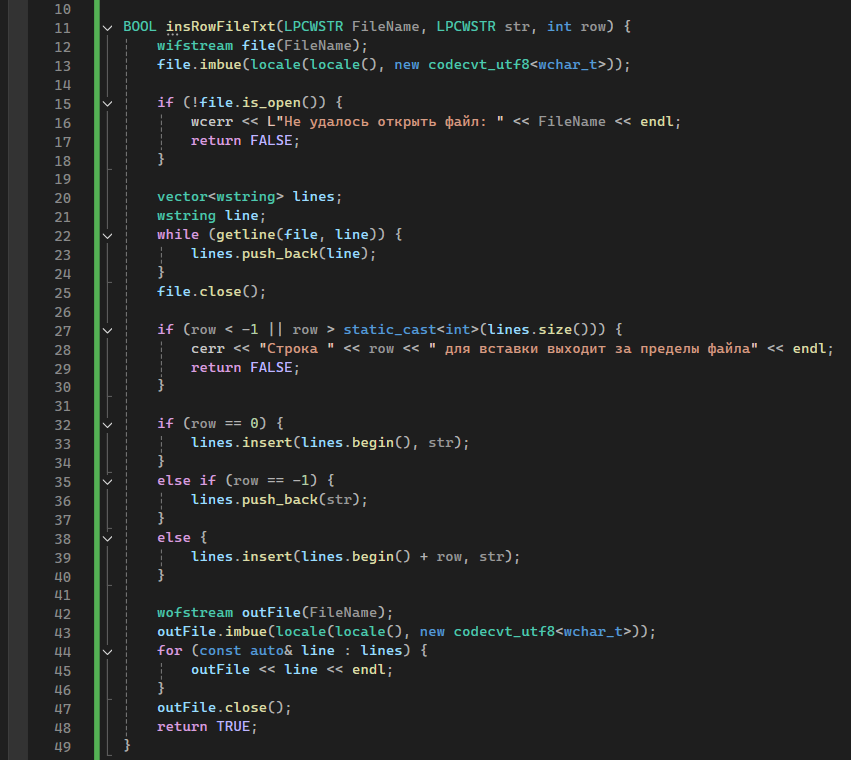 10
11 BOOL insRowFileTxt(LPCWSTR FileName, LPCWSTR str, int row) {
12     wifstream file(FileName);
13     file.imbue(locale(locale(), new codecvt_utf8<wchar_t>));
14
15     if (!file.is_open()) {
16         wcerr << L"Не удалось открыть файл: " << FileName << endl;
17         return FALSE;
18     }
19
20     vector<wstring> lines;
21     wstring line;
22     while (getline(file, line)) {
23         lines.push_back(line);
24     }
25     file.close();
26
27     if (row < -1 || row > static_cast<int>(lines.size())) {
28         cerr << "Строка " << row << " для вставки выходит за пределы файла" << endl;
29         return FALSE;
30     }
31
32     if (row == 0) {
33         lines.insert(lines.begin(), str);
34     }
35     else if (row == -1) {
36         lines.push_back(str);
37     }
38     else {
39         lines.insert(lines.begin() + row, str);
40     }
41
42     wofstream outFile(FileName);
43     outFile.imbue(locale(locale(), new codecvt_utf8<wchar_t>));
44     for (const auto& line : lines) {
45         outFile << line << endl;
46     }
47     outFile.close();
48     return TRUE;
49 }